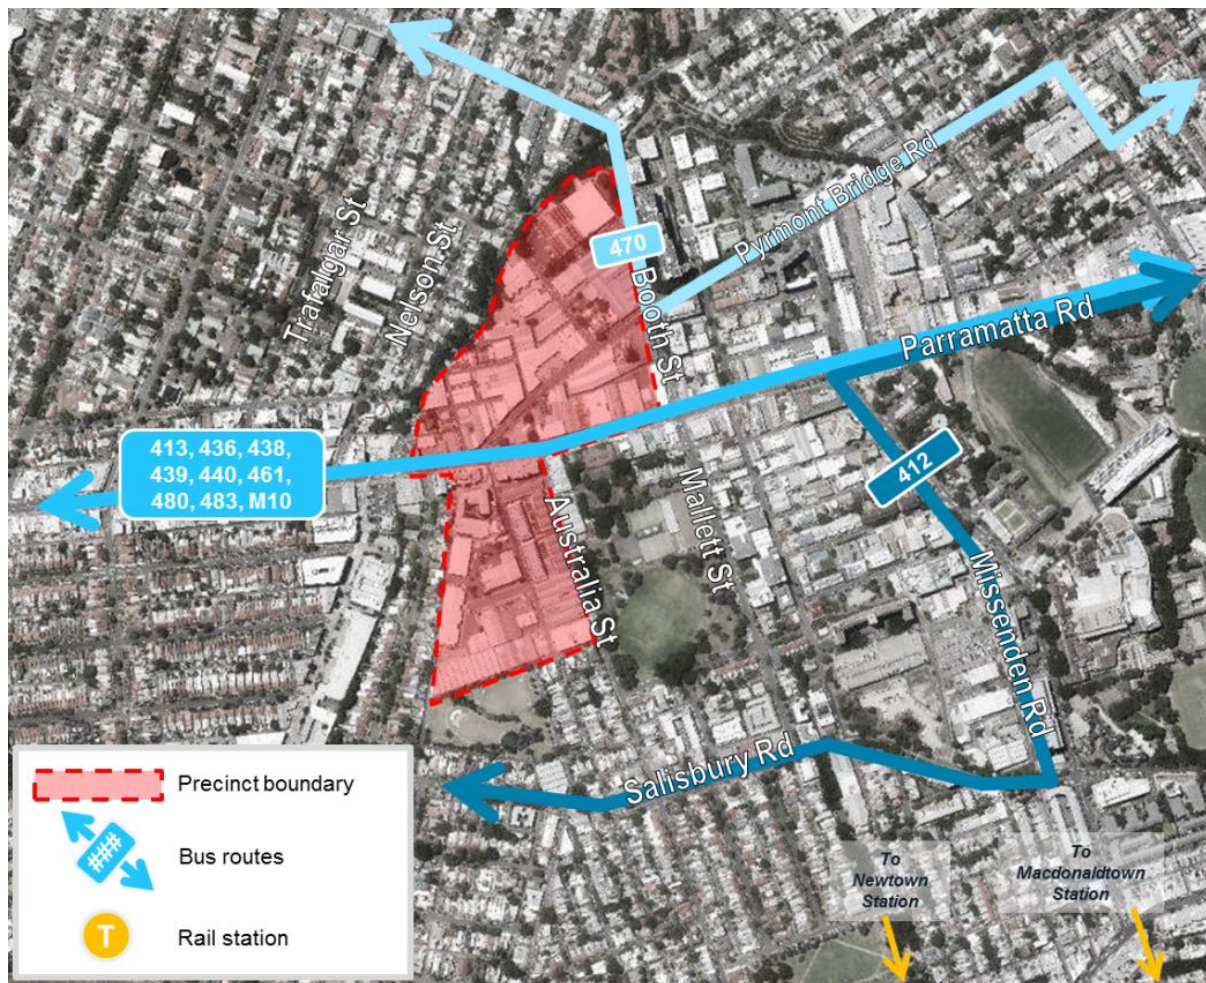 Trafalgar St
Nelson St
470
Booth St
Pyrmont Bridge Rd
Parramatta Rd
413, 436, 438,
439, 440, 461,
480, 483, M10
412
Australia St
Mallett St
Missenden Rd
Salisbury Rd
Precinct boundary
###
Bus routes
T
Rail station
To
Newtown
Station
To
Macdonaldtown
Station